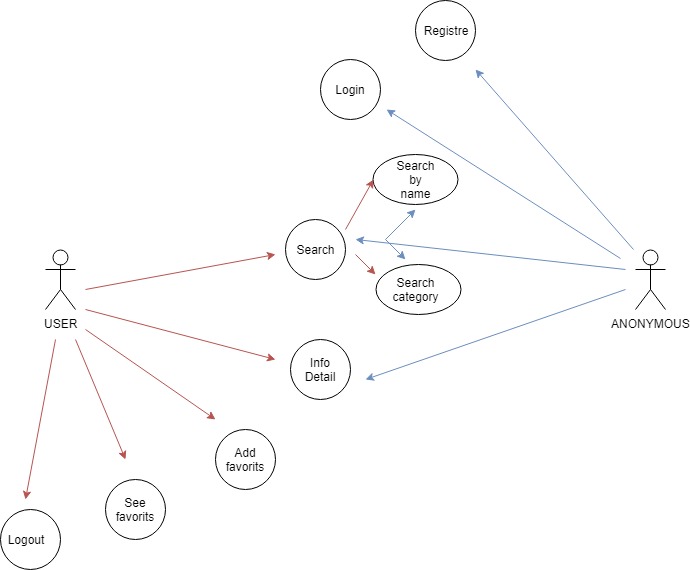 Registre
Login
Search
by
name
Search
Search
category
USER
ANONYMOUS
Info
Detail
Add
favorits
See
favorits
Logout